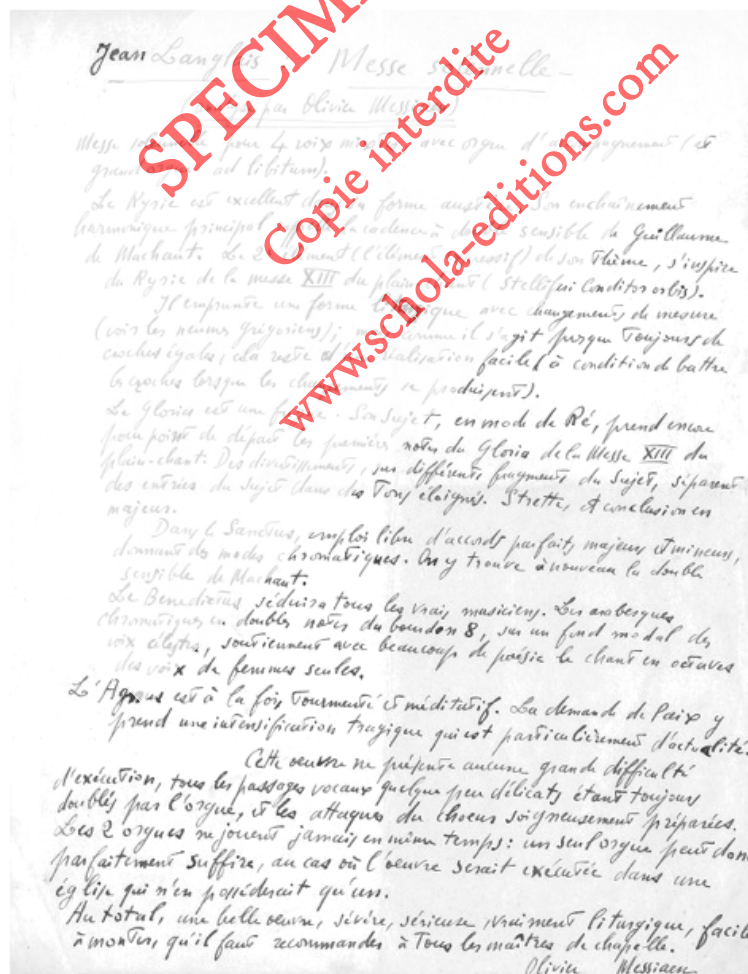 Jean Langlais Messe solennelle -
par Olivier Messiaen)
Messe solennelle pour 4 voix mixtes avec orgue d'accompagnement (et
grand orgue ad libitum).
Le Kyrie est excellent dans sa forme austère. Son enchaînement
harmonique principal la cadence à double sensible de Guillaume
de Machaut. Le 2e élément (l'élément expressif) de son thème, s'inspire
du Kyrie de la messe XIII du plain-chant (Stelliferi Conditor orbis).
Il emprunte une forme avec changements de mesure
(voir les neumes grégoriens); mais comme il s'agit presque toujours de
croches égales, cela reste d'une réalisation facile, à condition de battre
les croches lorsque les changements se produisent).
Le Gloria est une fugue. Son sujet, en mode de Ré, prend encore
pour point de départ les premières notes du Gloria de la Messe XIII du
plain-chant. Des divertissements, sur différents fragments du sujet, séparent
des entrées du sujet dans des Tons éloignés. Strette, et conclusion en
majeur.
Dans le Sanctus, emploi libre d'accords parfaits majeurs et mineurs,
donnant des modes chromatiques. On y trouve à nouveau la double
sensible de Machaut.
Le Benedictus séduira tous les vrais musiciens. Les arabesques
chromatiques en doubles notes du bourdon 8, sur un fond modal des
voix célestes, soutiennent avec beaucoup de poésie le chant en octaves
des voix de femmes seules.
L'Agnus est à la fois tourmenté et méditatif. La demande de Paix y
prend une intensification tragique qui est particulièrement d'actualité.
Cette oeuvre ne présente aucune grande difficulté
d'exécution, tous les passages vocaux quelque peu délicats étant toujours
doublés par l'orgue, et les attaques du choeur soigneusement préparées.
Les 2 orgues ne jouent jamais en même temps: un seul orgue peut donc
parfaitement suffire, au cas où l'oeuvre serait exécutée dans une
église qui n'en posséderait qu'un.
Au total, une belle oeuvre, sévère, sérieuse, vraiment liturgique, facile
à monter, qu'il faut recommander à Tous les maîtres de chapelle.
Olivier Messiaen
SPECIM
Copie interdite
www.schola-editions.com